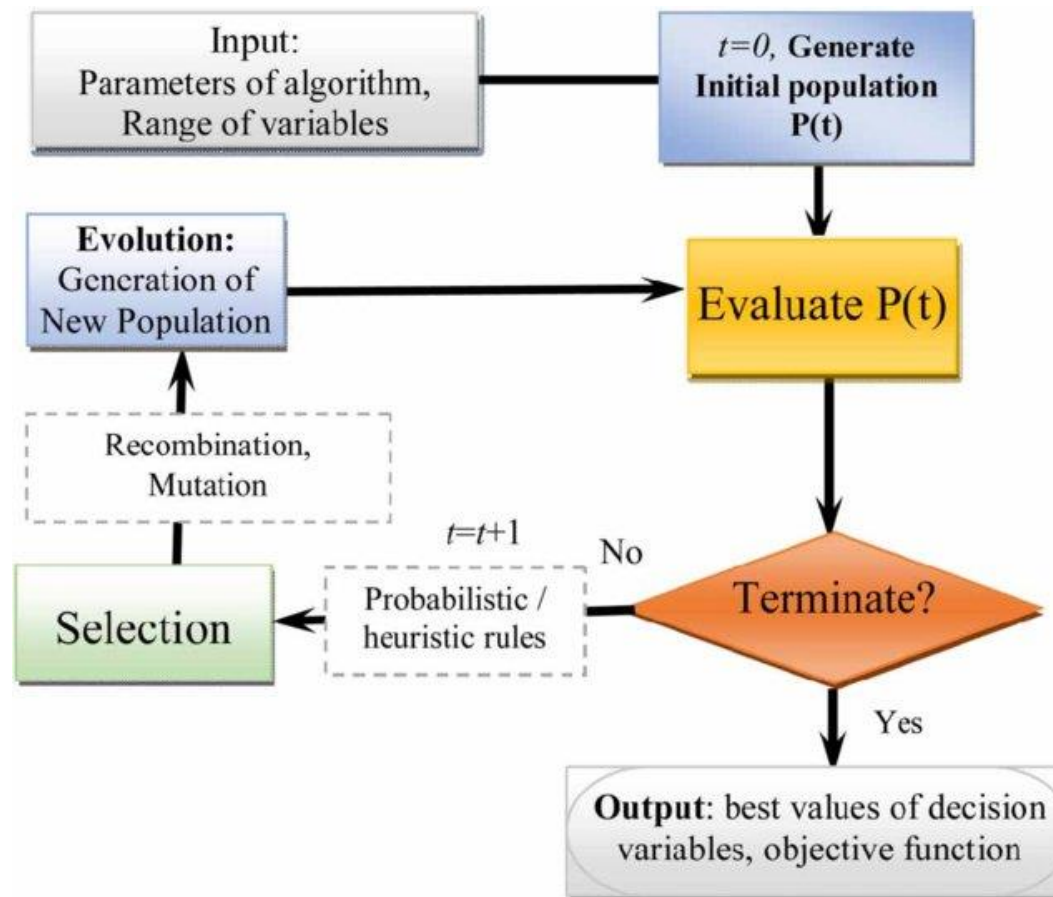 Input:
Parameters of algorithm,
Range of variables
t=0, Generate
Initial population
P(t)
Evolution:
Generation of
New Population
Evaluate P(t)
Recombination,
Mutation
t=t+1
No
Selection
Probabilistic /
heuristic rules
Terminate?
Yes
Output: best values of decision
variables, objective function